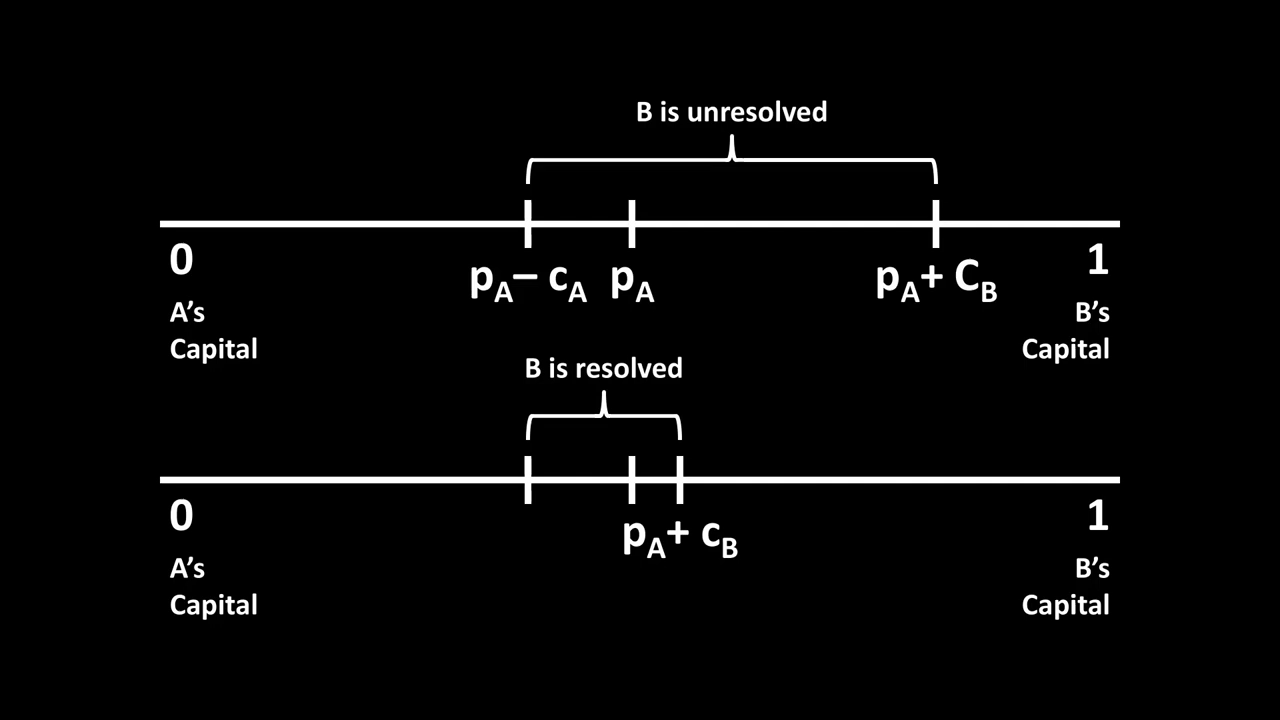 B is unresolved
0 1
p_A – c_A p_A p_A + C_B
A's B's
Capital Capital
B is resolved
0 1
p_A + c_B
A's B's
Capital Capital